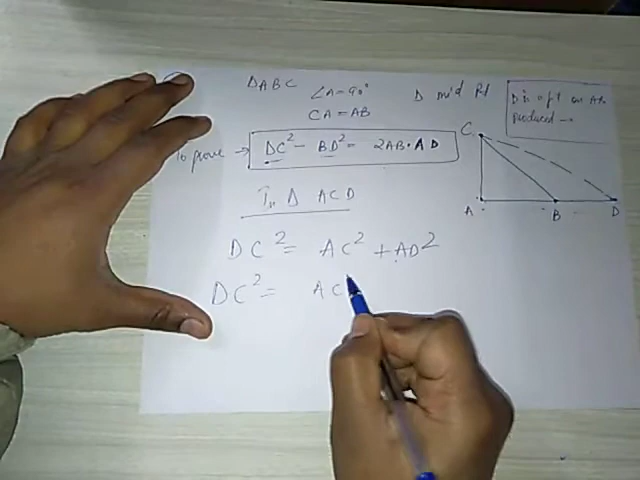 Δ ABC ∠A = 90° D mid Pt
CA = AB
D is a pt on AB
produced
To prove → DC² - BD² = 2AB·AD
In Δ ACD
DC² = AC² + AD²
DC² = AC
C
A B D